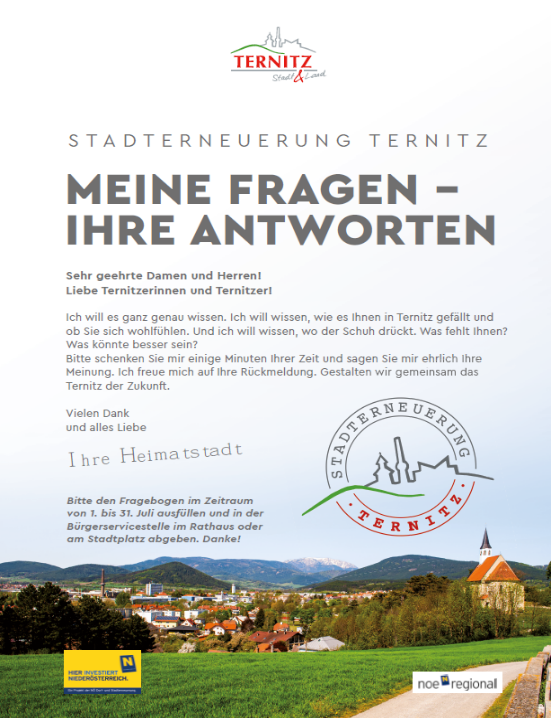 TERNITZ
Stadt & Land
STADTERNEUERUNG TERNITZ
MEINE FRAGEN –
IHRE ANTWORTEN
Sehr geehrte Damen und Herren!
Liebe Ternitzerinnen und Ternitzer!
Ich will es ganz genau wissen. Ich will wissen, wie es Ihnen in Ternitz gefällt und
ob Sie sich wohlfühlen. Und ich will wissen, wo der Schuh drückt. Was fehlt Ihnen?
Was könnte besser sein?
Bitte schenken Sie mir einige Minuten Ihrer Zeit und sagen Sie mir ehrlich Ihre
Meinung. Ich freue mich auf Ihre Rückmeldung. Gestalten wir gemeinsam das
Ternitz der Zukunft.
Vielen Dank
und alles Liebe
Ihre Heimatstadt
STADTERNEUERUNG
· TERNITZ ·
Bitte den Fragebogen im Zeitraum
von 1. bis 31. Juli ausfüllen und in der
Bürgerservicestelle im Rathaus oder
am Stadtplatz abgeben. Danke!
HIER INVESTIERT
NIEDERÖSTERREICH.
noe regional